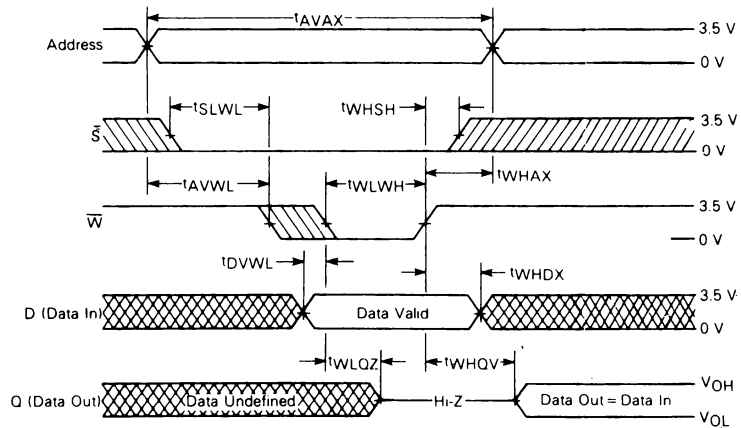 tAVAX
Address
3.5 V
0 V
tSLWL
tWHSH
S̅
3.5 V
0 V
tAVWL
tWLWH
tWHAX
W̅
3.5 V
0 V
tDVWL
tWHDX
D (Data In)
Data Valid
3.5 V
0 V
tWLQZ
tWHQV
Q (Data Out)
Data Undefined
Hi-Z
Data Out = Data In
VOH
VOL